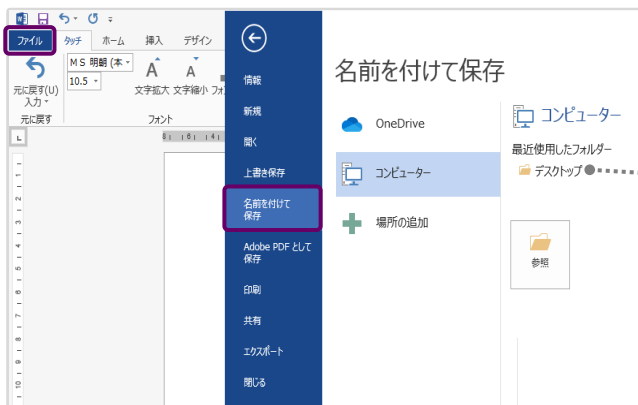 ファイル
タッチ
ホーム
挿入
デザイン
元に戻す(U)
入力
元に戻す
MS 明朝 (本
10.5
文字拡大
文字縮小
フォント
情報
新規
開く
上書き保存
名前を付けて
保存
Adobe PDF として
保存
印刷
共有
エクスポート
閉じる
名前を付けて保存
OneDrive
コンピューター
場所の追加
コンピューター
最近使用したフォルダー
デスクトップ
参照